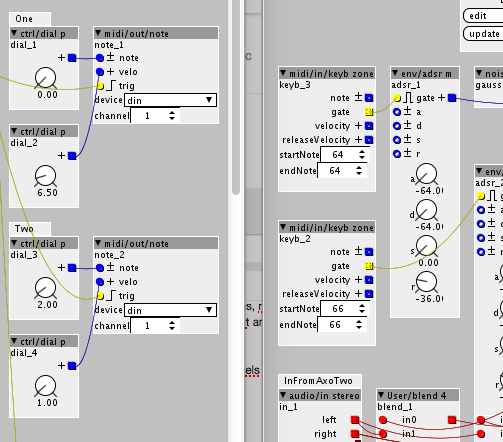 One
ctrl/dial p
dial_1
+
0.00
midi/out/note
note_1
± note
+ velo
trig
device din
channel 1
ctrl/dial p
dial_2
+
6.50
Two
ctrl/dial p
dial_3
+
2.00
midi/out/note
note_2
± note
+ velo
trig
device din
channel 1
ctrl/dial p
dial_4
+
1.00
edit
update
midi/in/keyb zone
keyb_3
note ±
gate
velocity +
releaseVelocity +
startNote 64
endNote 64
env/adsr m
adsr_1
gate +
± a
± d
± s
± r
a
-64.0
d
-64.0
s
0.00
r
-36.0
nois
gauss
env/
adsr_2
g
± a
± d
± s
± r
a
d
s
r
midi/in/keyb zone
keyb_2
note ±
gate
velocity +
releaseVelocity +
startNote 66
endNote 66
InFromAxoTwo
audio/in stereo
in_1
left
right
User/blend 4
blend_1
in0
in1
c
s, r
t ar
els